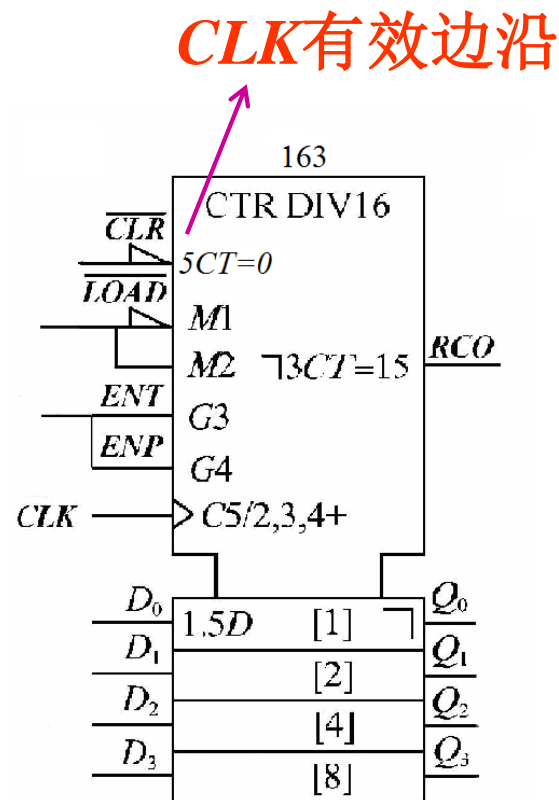 CLK有效边沿
163
CTR DIV16
C̅L̅R̅
5CT=0
L̅O̅A̅D̅
M1
M2
┐3CT=15
RCO
ENT
G3
ENP
G4
CLK
C5/2,3,4+
D₀
1.5D
[1]
┐
Q₀
D₁
[2]
Q₁
D₂
[4]
Q₂
D₃
[8]
Q₃